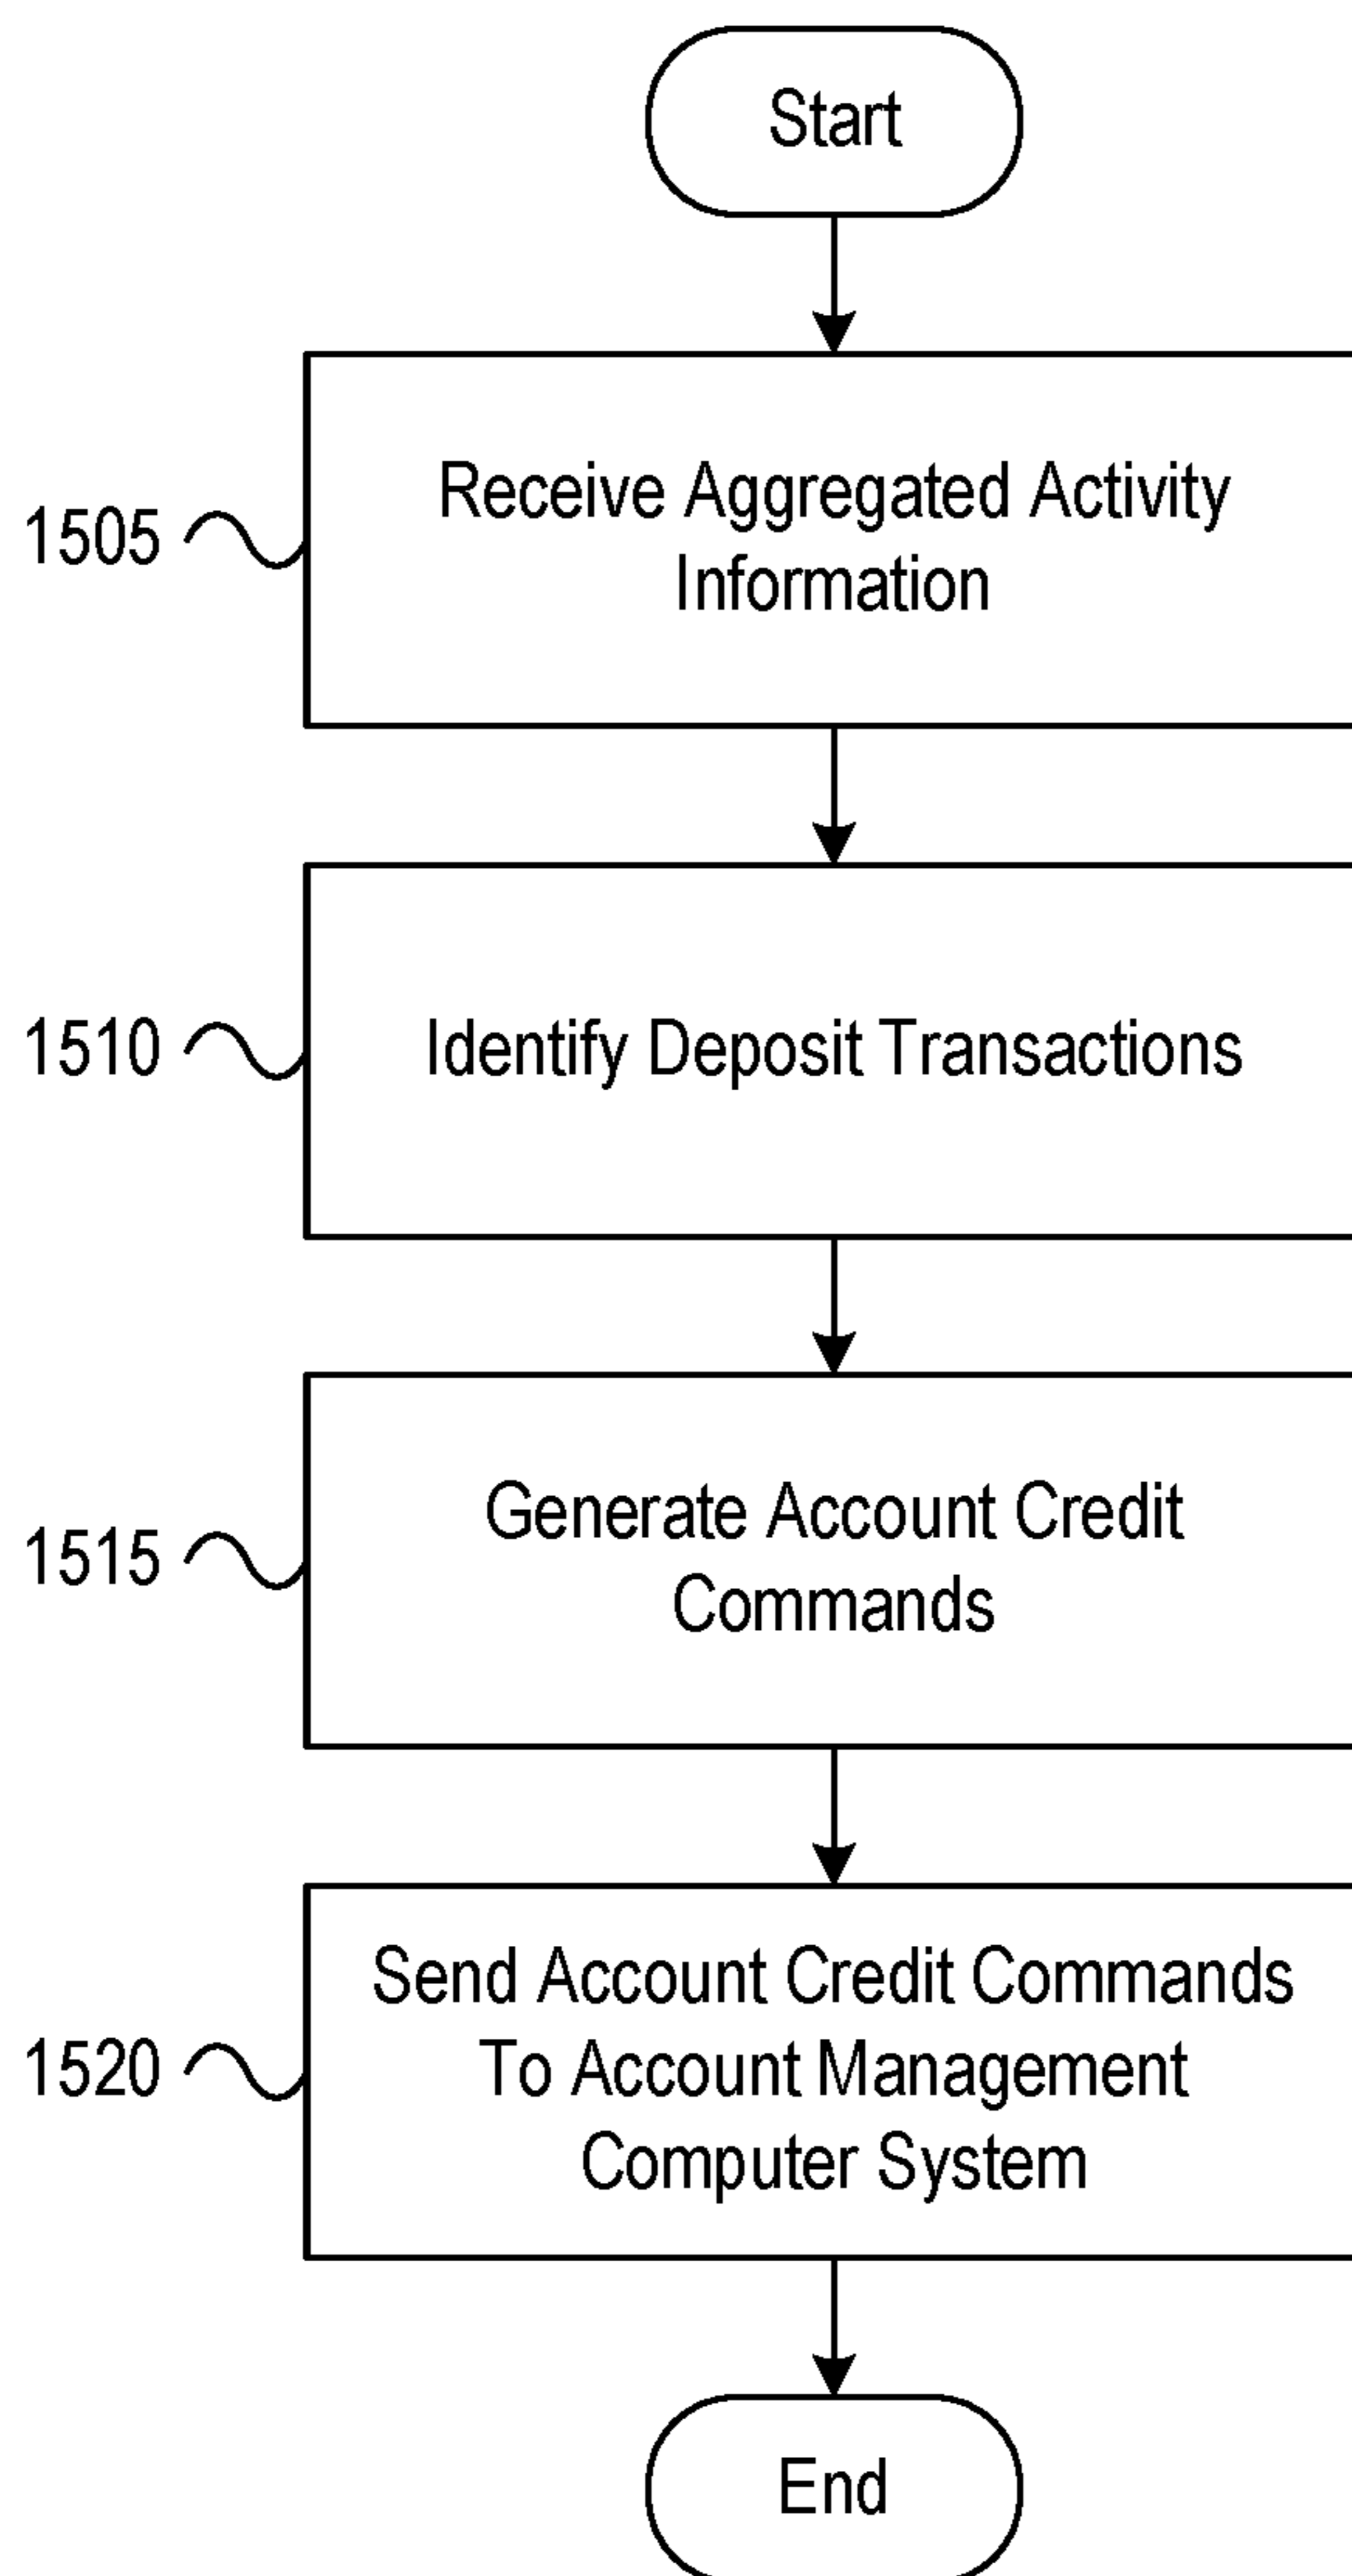 Start
Receive Aggregated Activity
Information
1505
Identify Deposit Transactions
1510
Generate Account Credit
Commands
1515
Send Account Credit Commands
To Account Management
Computer System
1520
End